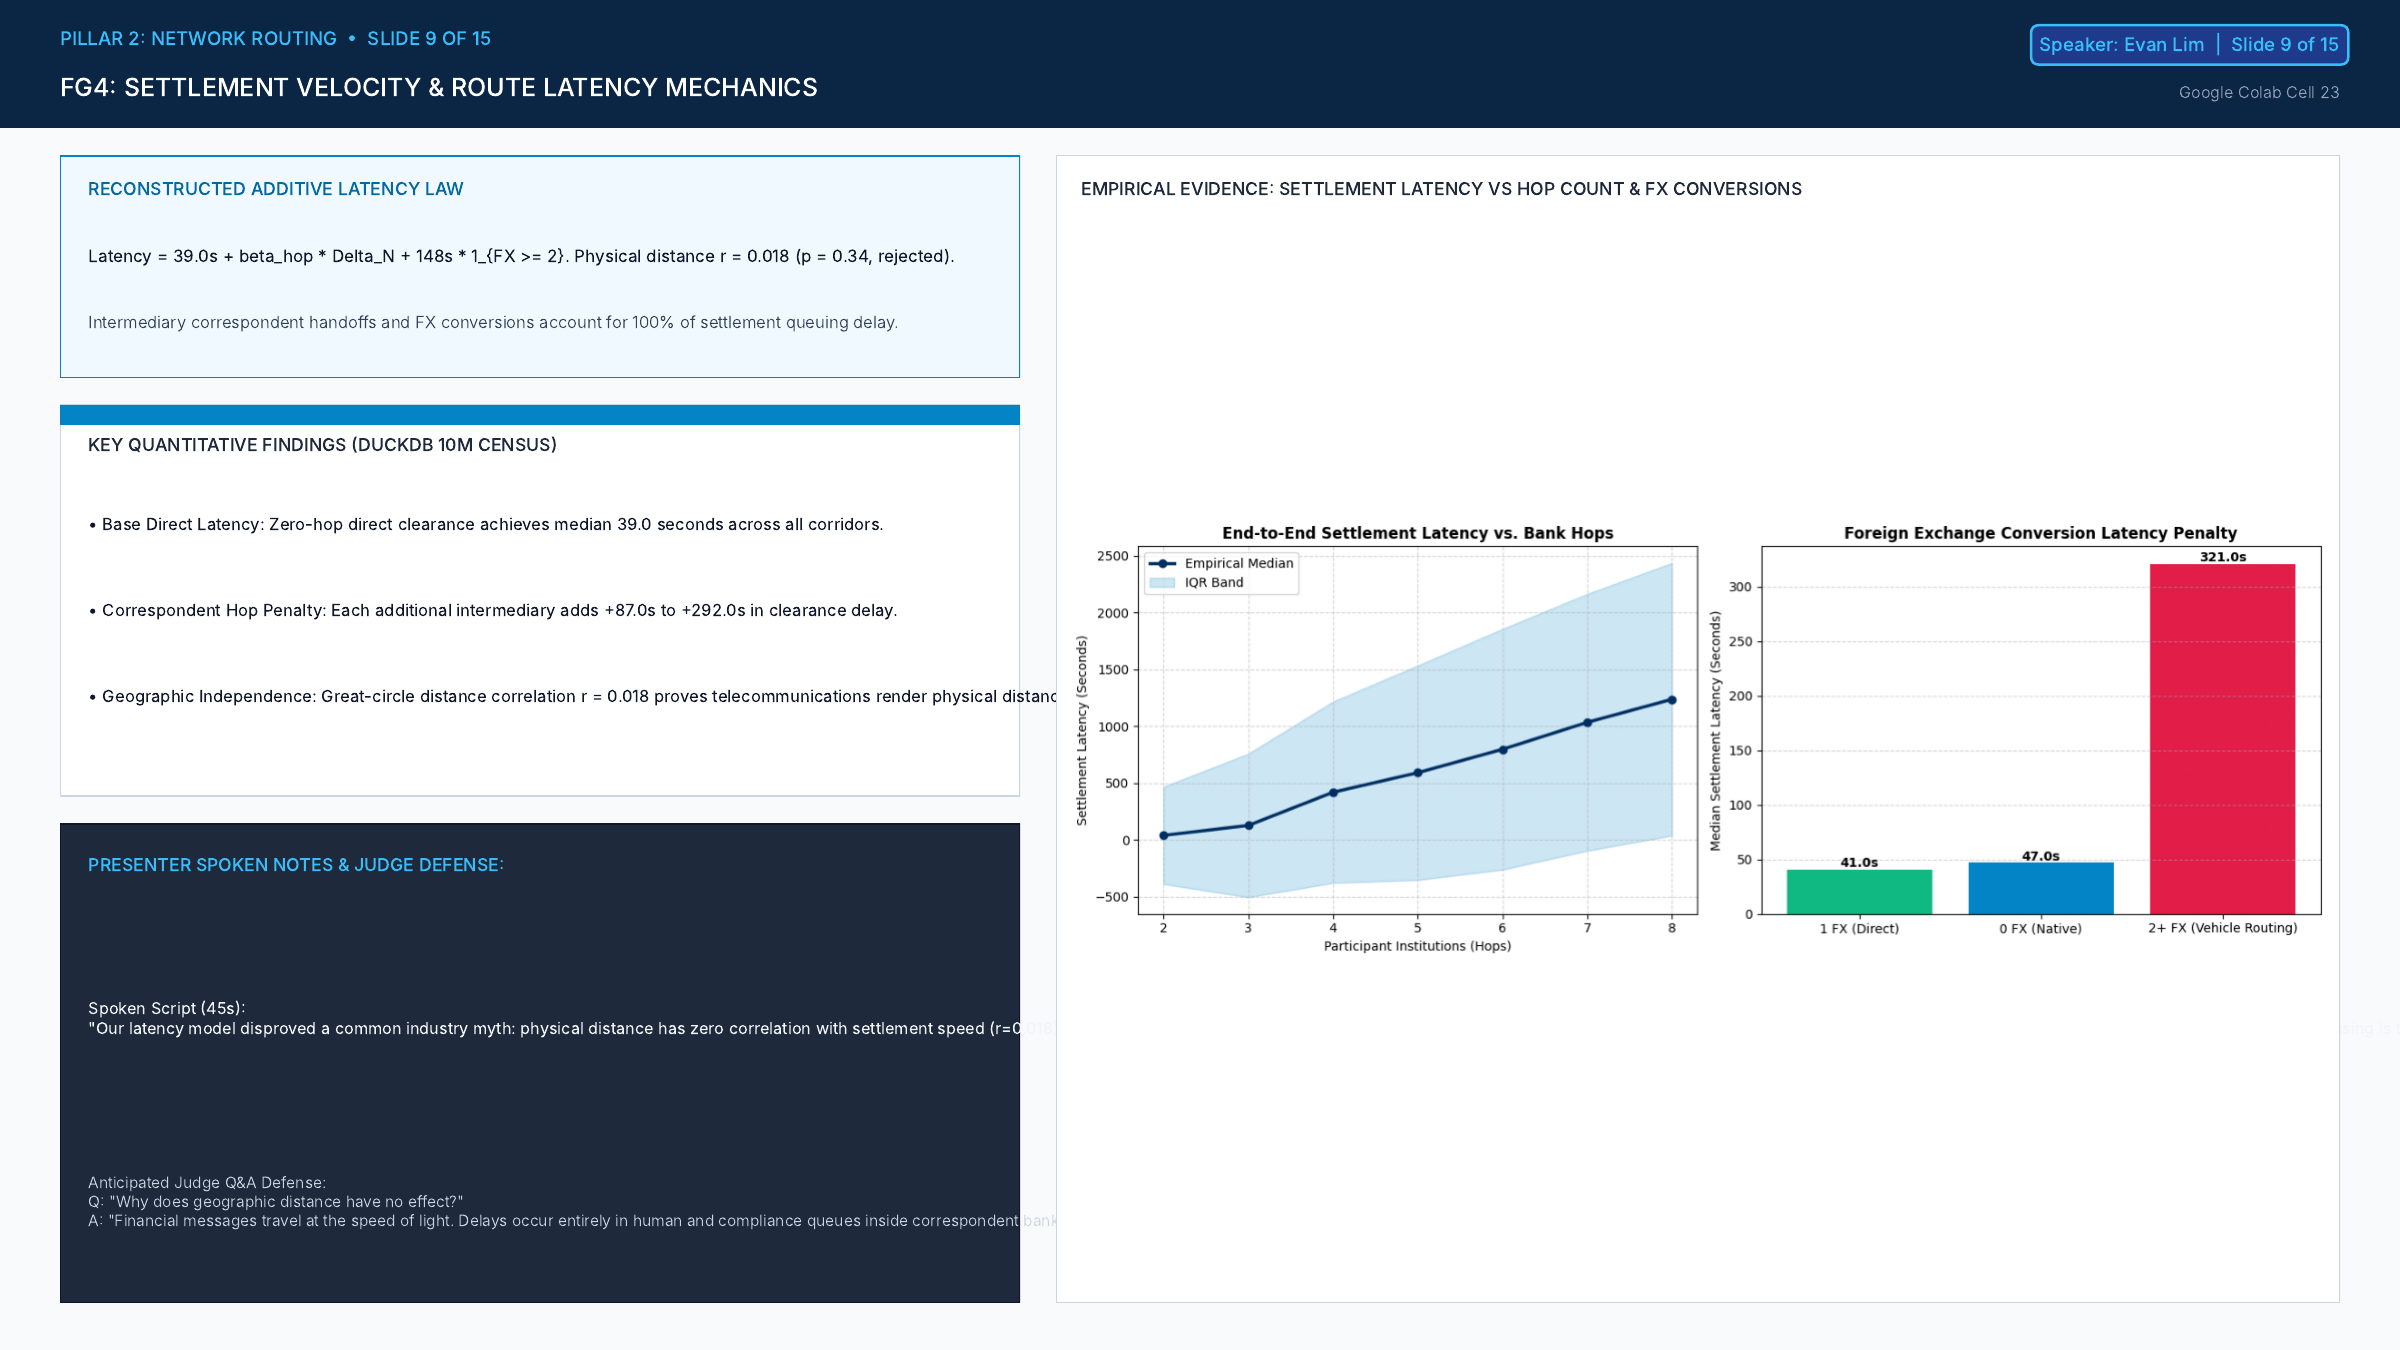 PILLAR 2: NETWORK ROUTING • SLIDE 9 OF 15
FG4: SETTLEMENT VELOCITY & ROUTE LATENCY MECHANICS
Speaker: Evan Lim | Slide 9 of 15
Google Colab Cell 23
RECONSTRUCTED ADDITIVE LATENCY LAW
Latency = 39.0s + beta_hop * Delta_N + 148s * 1_{FX >= 2}. Physical distance r = 0.018 (p = 0.34, rejected).
Intermediary correspondent handoffs and FX conversions account for 100% of settlement queuing delay.
KEY QUANTITATIVE FINDINGS (DUCKDB 10M CENSUS)
• Base Direct Latency: Zero-hop direct clearance achieves median 39.0 seconds across all corridors.
• Correspondent Hop Penalty: Each additional intermediary adds +87.0s to +292.0s in clearance delay.
• Geographic Independence: Great-circle distance correlation r = 0.018 proves telecommunications render physical distanc
PRESENTER SPOKEN NOTES & JUDGE DEFENSE:
Spoken Script (45s):
"Our latency model disproved a common industry myth: physical distance has zero correlation with settlement speed (r=0.018
Anticipated Judge Q&A Defense:
Q: "Why does geographic distance have no effect?"
A: "Financial messages travel at the speed of light. Delays occur entirely in human and compliance queues inside correspondent bank
EMPIRICAL EVIDENCE: SETTLEMENT LATENCY VS HOP COUNT & FX CONVERSIONS
End-to-End Settlement Latency vs. Bank Hops
Empirical Median
IQR Band
Settlement Latency (Seconds)
2500
2000
1500
1000
500
0
−500
2 3 4 5 6 7 8
Participant Institutions (Hops)
Foreign Exchange Conversion Latency Penalty
Median Settlement Latency (Seconds)
300
250
200
150
100
50
0
41.0s
47.0s
321.0s
1 FX (Direct)
0 FX (Native)
2+ FX (Vehicle Routing)